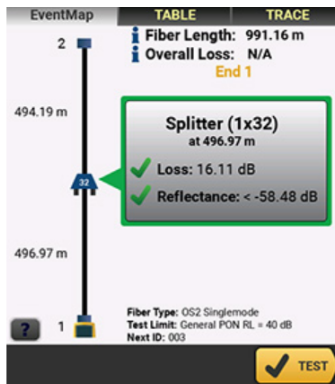 EventMap TABLE TRACE
2
i Fiber Length: 991.16 m
i Overall Loss: N/A
End 1
494.19 m
Splitter (1x32)
at 496.97 m
32
Loss: 16.11 dB
Reflectance: < -58.48 dB
496.97 m
Fiber Type: OS2 Singlemode
? 1 Test Limit: General PON RL = 40 dB
Next ID: 003
TEST